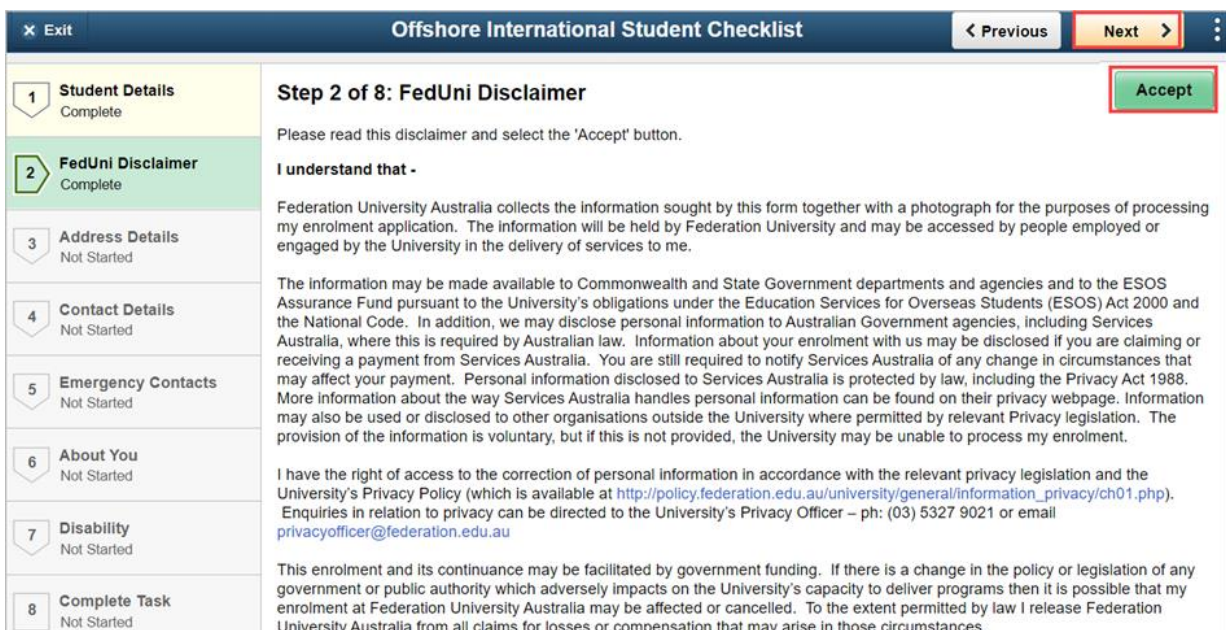 × Exit
Offshore International Student Checklist
Previous
Next
1
Student Details
Complete
2
FedUni Disclaimer
Complete
3
Address Details
Not Started
4
Contact Details
Not Started
5
Emergency Contacts
Not Started
6
About You
Not Started
7
Disability
Not Started
8
Complete Task
Not Started
Step 2 of 8: FedUni Disclaimer
Accept
Please read this disclaimer and select the 'Accept' button.
I understand that -
Federation University Australia collects the information sought by this form together with a photograph for the purposes of processing
my enrolment application. The information will be held by Federation University and may be accessed by people employed or
engaged by the University in the delivery of services to me.
The information may be made available to Commonwealth and State Government departments and agencies and to the ESOS
Assurance Fund pursuant to the University's obligations under the Education Services for Overseas Students (ESOS) Act 2000 and
the National Code. In addition, we may disclose personal information to Australian Government agencies, including Services
Australia, where this is required by Australian law. Information about your enrolment with us may be disclosed if you are claiming or
receiving a payment from Services Australia. You are still required to notify Services Australia of any change in circumstances that
may affect your payment. Personal information disclosed to Services Australia is protected by law, including the Privacy Act 1988.
More information about the way Services Australia handles personal information can be found on their privacy webpage. Information
may also be used or disclosed to other organisations outside the University where permitted by relevant Privacy legislation. The
provision of the information is voluntary, but if this is not provided, the University may be unable to process my enrolment.
I have the right of access to the correction of personal information in accordance with the relevant privacy legislation and the
University's Privacy Policy (which is available at http://policy.federation.edu.au/university/general/information_privacy/ch01.php).
Enquiries in relation to privacy can be directed to the University's Privacy Officer – ph: (03) 5327 9021 or email
privacyofficer@federation.edu.au
This enrolment and its continuance may be facilitated by government funding. If there is a change in the policy or legislation of any
government or public authority which adversely impacts on the University's capacity to deliver programs then it is possible that my
enrolment at Federation University Australia may be affected or cancelled. To the extent permitted by law I release Federation
University Australia from all claims for losses or compensation that may arise in those circumstances